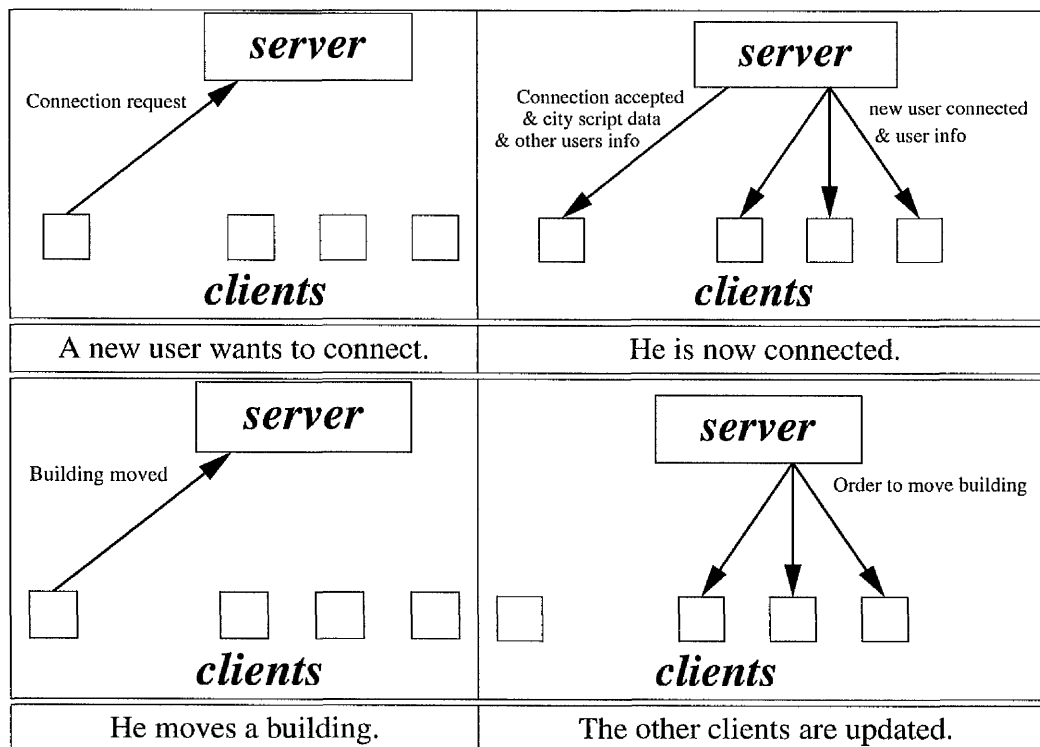 server
Connection request
clients
A new user wants to connect.
server
Connection accepted
& city script data
& other users info
new user connected
& user info
clients
He is now connected.
server
Building moved
clients
He moves a building.
server
Order to move building
clients
The other clients are updated.